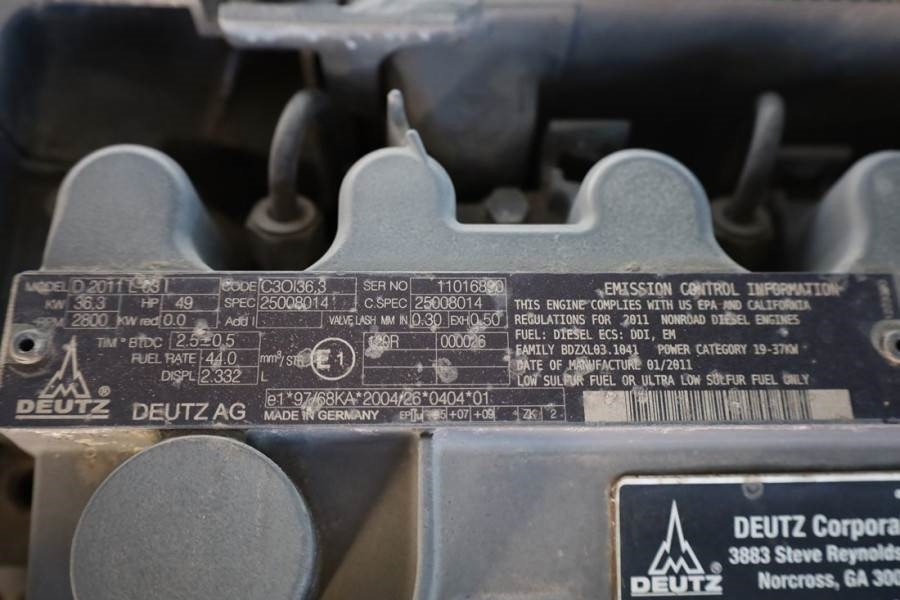 MODEL D 2011 L 03 I CODE C3OI36,3 SER NO 11016890
KW 36.3 HP 49 SPEC 25008014 C.SPEC 25008014
RPM 2800 KW red 0.0 Add I VALVE LASH MM IN 0.30 EXH 0.50
TIM ° BTDC 2.5±0.5 120R 000026
FUEL RATE 44.0 mm³/STR E1
DISPL 2.332 L
e1*97/68KA*2004/26*0404*01
DEUTZ® DEUTZ AG MADE IN GERMANY +07 +09 ZK 2
EMISSION CONTROL INFORMATION
THIS ENGINE COMPLIES WITH US EPA AND CALIFORNIA
REGULATIONS FOR 2011 NONROAD DIESEL ENGINES
FUEL: DIESEL ECS: DDI, EM
FAMILY BDZXL03.1041 POWER CATEGORY 19-37KW
DATE OF MANUFACTURE 01/2011
LOW SULFUR FUEL OR ULTRA LOW SULFUR FUEL ONLY
DEUTZ Corpora
3883 Steve Reynolds
Norcross, GA 300
DEUTZ®